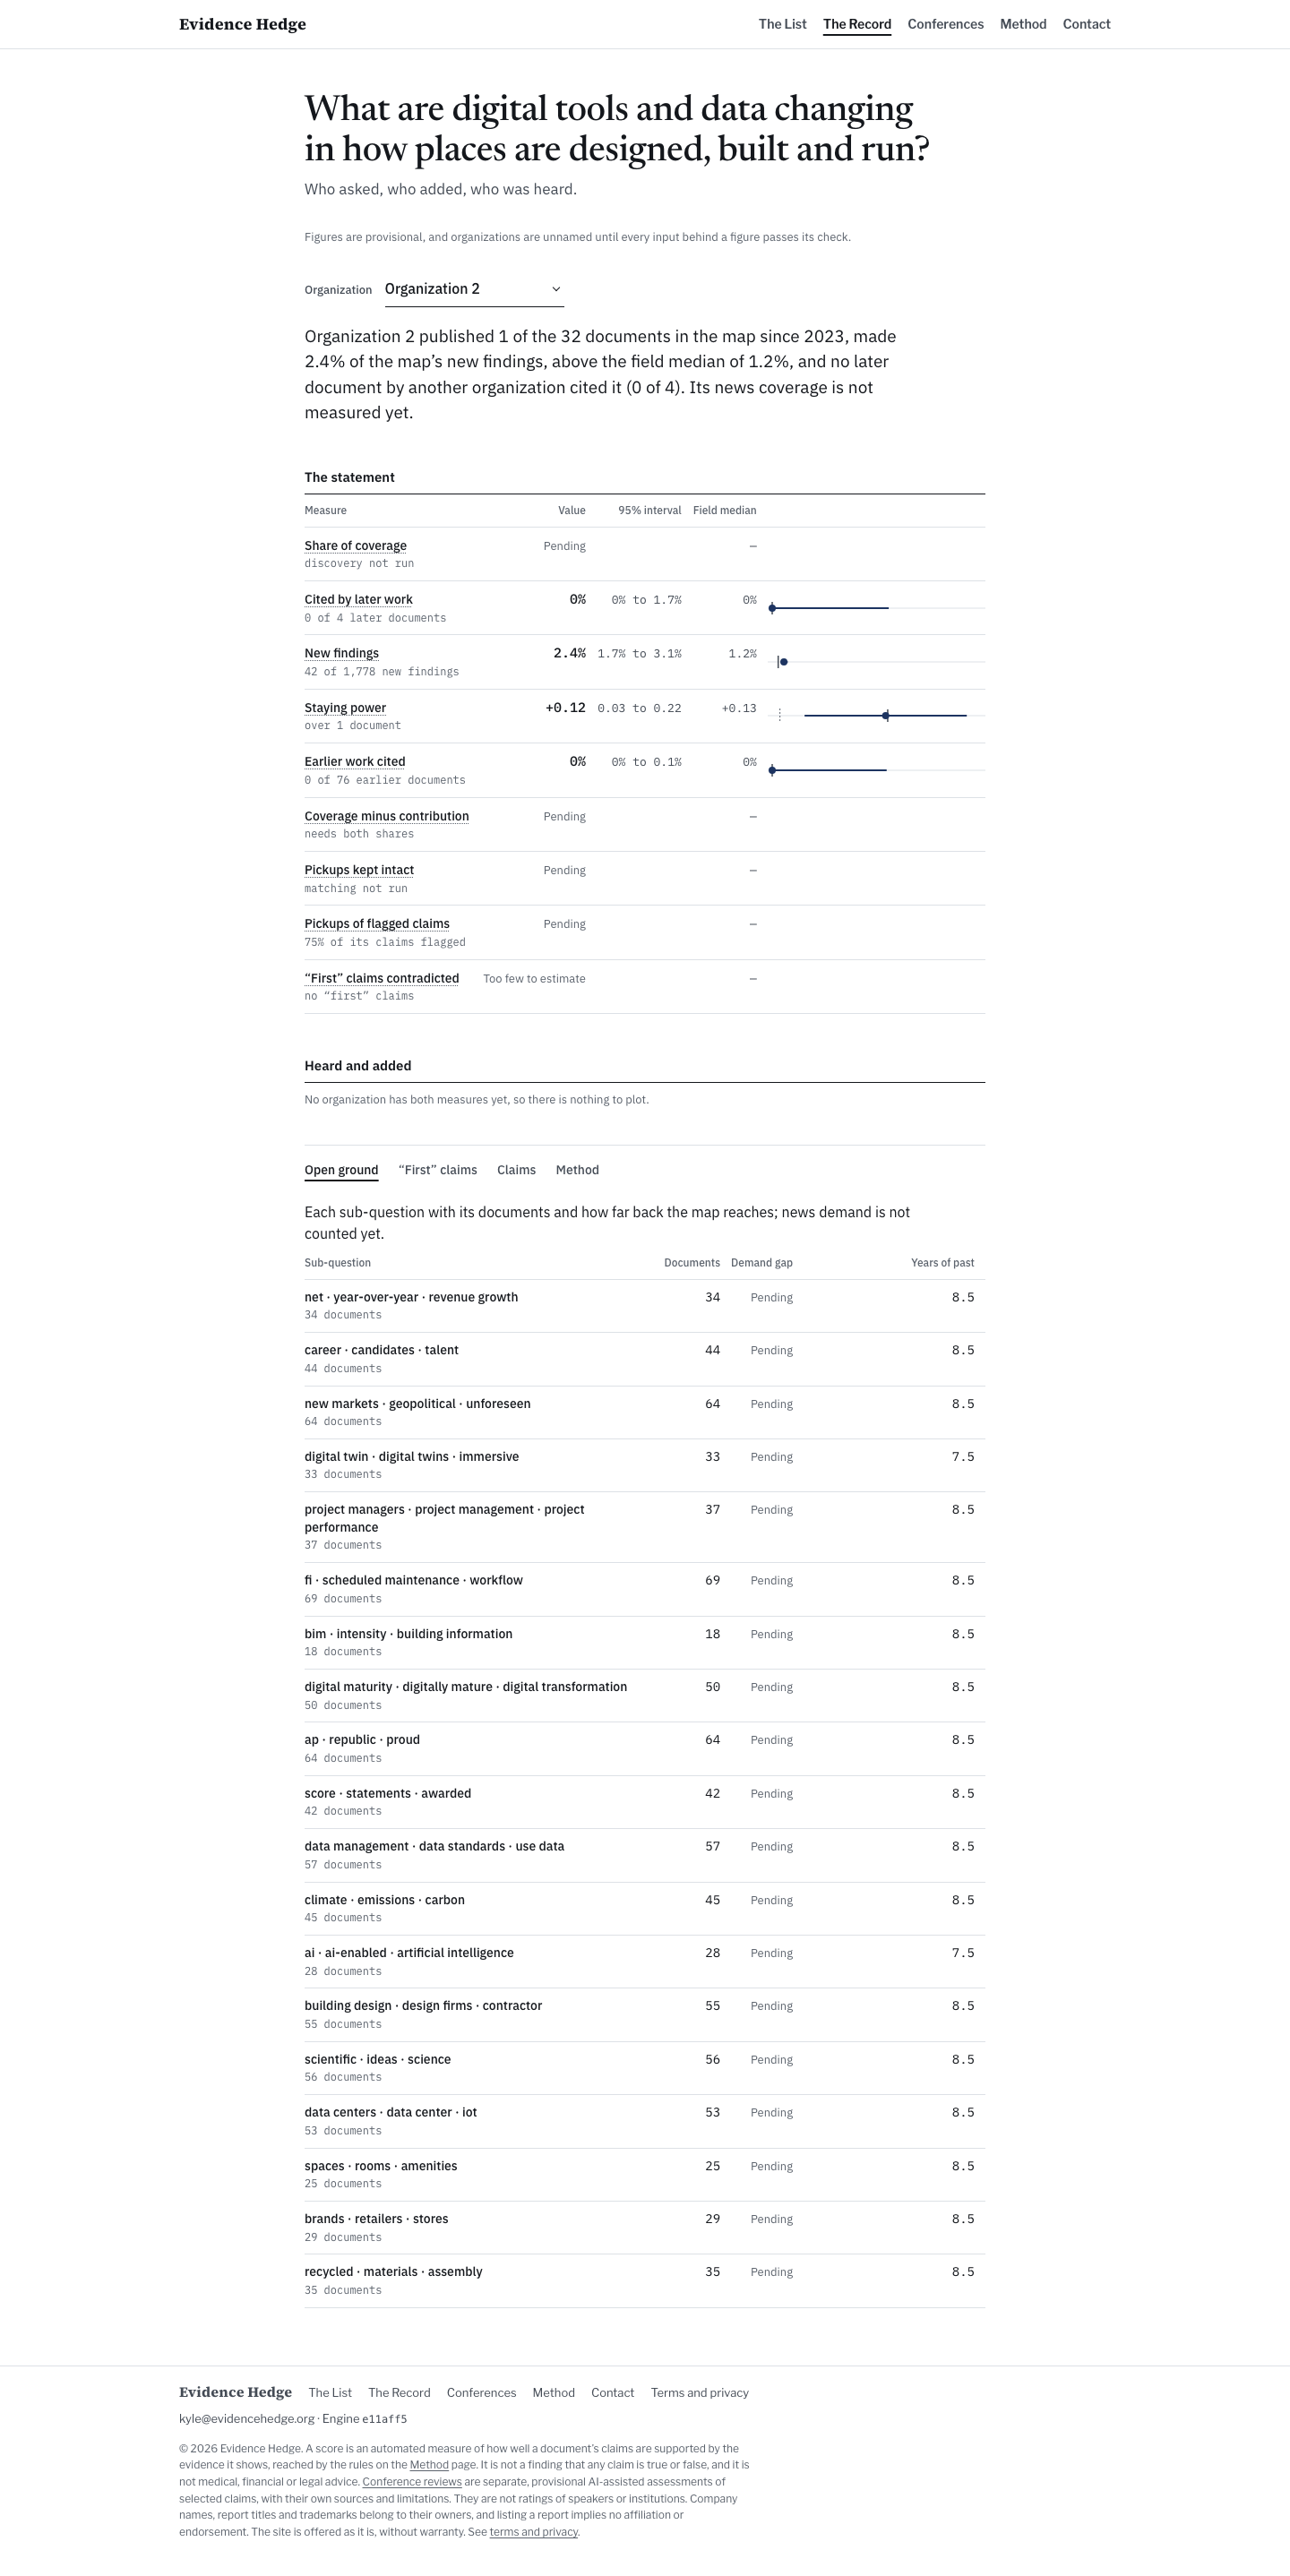 Evidence Hedge
The List The Record Conferences Method Contact
What are digital tools and data changing
in how places are designed, built and run?
Who asked, who added, who was heard.
Figures are provisional, and organizations are unnamed until every input behind a figure passes its check.
Organization Organization 2
Organization 2 published 1 of the 32 documents in the map since 2023, made
2.4% of the map’s new findings, above the field median of 1.2%, and no later
document by another organization cited it (0 of 4). Its news coverage is not
measured yet.
The statement
Measure Value 95% interval Field median
Share of coverage Pending –
discovery not run
Cited by later work 0% 0% to 1.7% 0%
0 of 4 later documents
New findings 2.4% 1.7% to 3.1% 1.2%
42 of 1,778 new findings
Staying power +0.12 0.03 to 0.22 +0.13
over 1 document
Earlier work cited 0% 0% to 0.1% 0%
0 of 76 earlier documents
Coverage minus contribution Pending –
needs both shares
Pickups kept intact Pending –
matching not run
Pickups of flagged claims Pending –
75% of its claims flagged
“First” claims contradicted Too few to estimate –
no “first” claims
Heard and added
No organization has both measures yet, so there is nothing to plot.
Open ground “First” claims Claims Method
Each sub-question with its documents and how far back the map reaches; news demand is not
counted yet.
Sub-question Documents Demand gap Years of past
net · year-over-year · revenue growth 34 Pending 8.5
34 documents
career · candidates · talent 44 Pending 8.5
44 documents
new markets · geopolitical · unforeseen 64 Pending 8.5
64 documents
digital twin · digital twins · immersive 33 Pending 7.5
33 documents
project managers · project management · project
performance 37 Pending 8.5
37 documents
fi · scheduled maintenance · workflow 69 Pending 8.5
69 documents
bim · intensity · building information 18 Pending 8.5
18 documents
digital maturity · digitally mature · digital transformation 50 Pending 8.5
50 documents
ap · republic · proud 64 Pending 8.5
64 documents
score · statements · awarded 42 Pending 8.5
42 documents
data management · data standards · use data 57 Pending 8.5
57 documents
climate · emissions · carbon 45 Pending 8.5
45 documents
ai · ai-enabled · artificial intelligence 28 Pending 7.5
28 documents
building design · design firms · contractor 55 Pending 8.5
55 documents
scientific · ideas · science 56 Pending 8.5
56 documents
data centers · data center · iot 53 Pending 8.5
53 documents
spaces · rooms · amenities 25 Pending 8.5
25 documents
brands · retailers · stores 29 Pending 8.5
29 documents
recycled · materials · assembly 35 Pending 8.5
35 documents
Evidence Hedge The List The Record Conferences Method Contact Terms and privacy
kyle@evidencehedge.org · Engine e11aff5
© 2026 Evidence Hedge. A score is an automated measure of how well a document’s claims are supported by the
evidence it shows, reached by the rules on the Method page. It is not a finding that any claim is true or false, and it is
not medical, financial or legal advice. Conference reviews are separate, provisional AI-assisted assessments of
selected claims, with their own sources and limitations. They are not ratings of speakers or institutions. Company
names, report titles and trademarks belong to their owners, and listing a report implies no affiliation or
endorsement. The site is offered as it is, without warranty. See terms and privacy.